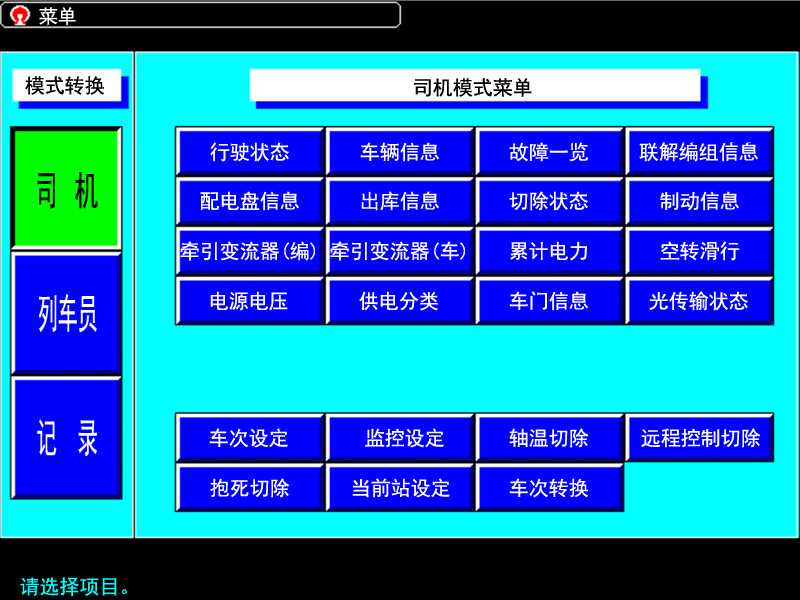 菜单
模式转换
司机模式菜单
司 机
列车员
记 录
行驶状态 车辆信息 故障一览 联解编组信息
配电盘信息 出库信息 切除状态 制动信息
牵引变流器(编) 牵引变流器(车) 累计电力 空转滑行
电源电压 供电分类 车门信息 光传输状态
车次设定 监控设定 轴温切除 远程控制切除
抱死切除 当前站设定 车次转换
请选择项目。